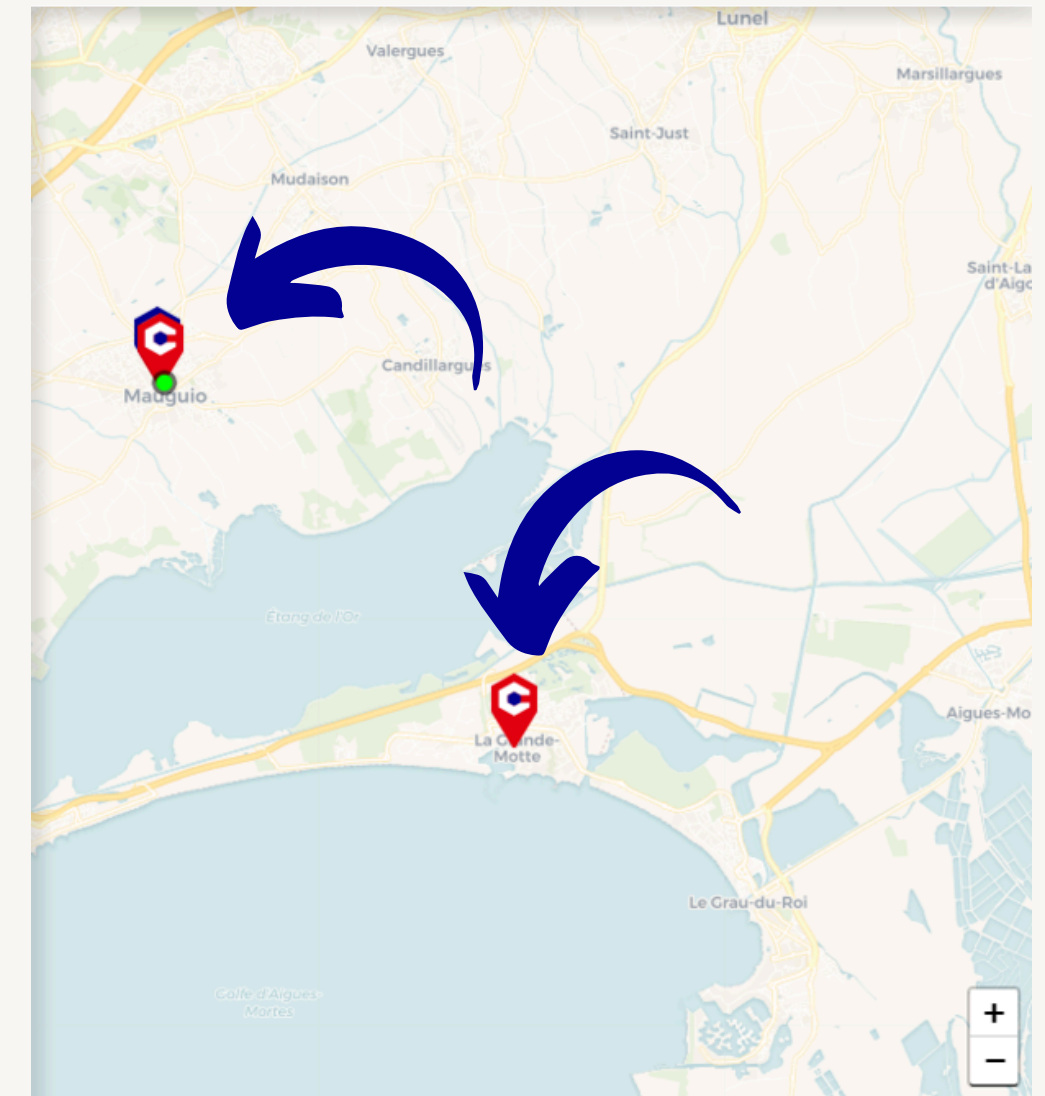 Lunel
Valergues
Marsillargues
Saint-Just
Mudaison
Saint-La
d'Aigo
Candillargues
Mauguio
Étang de l'Or
Aigues-Mo
La Grande-
Motte
Le Grau-du-Roi
Golfe d'Aigues-
Mortes
+
−